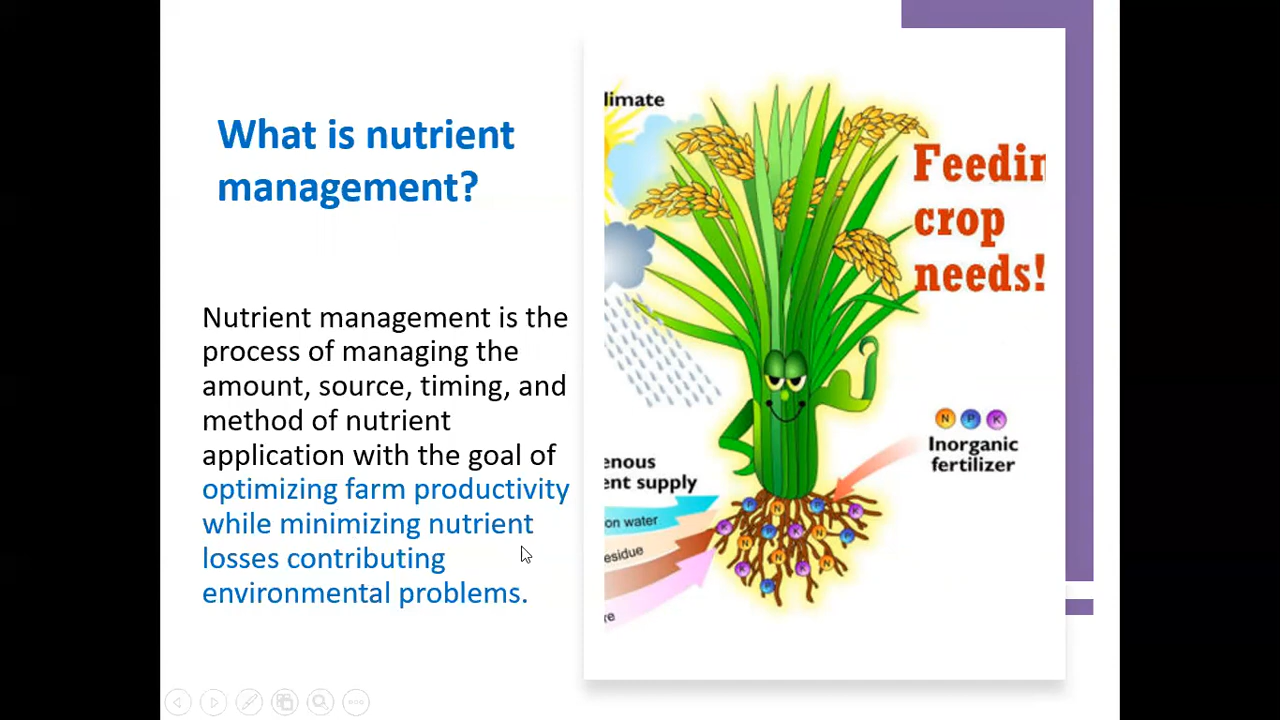 What is nutrient
management?
Nutrient management is the
process of managing the
amount, source, timing, and
method of nutrient
application with the goal of
optimizing farm productivity
while minimizing nutrient
losses contributing
environmental problems.
limate
Feedin
crop
needs!
N P K
Inorganic
fertilizer
enous
ent supply
on water
esidue
re
P N P K
K N P K N P
K N K N
P